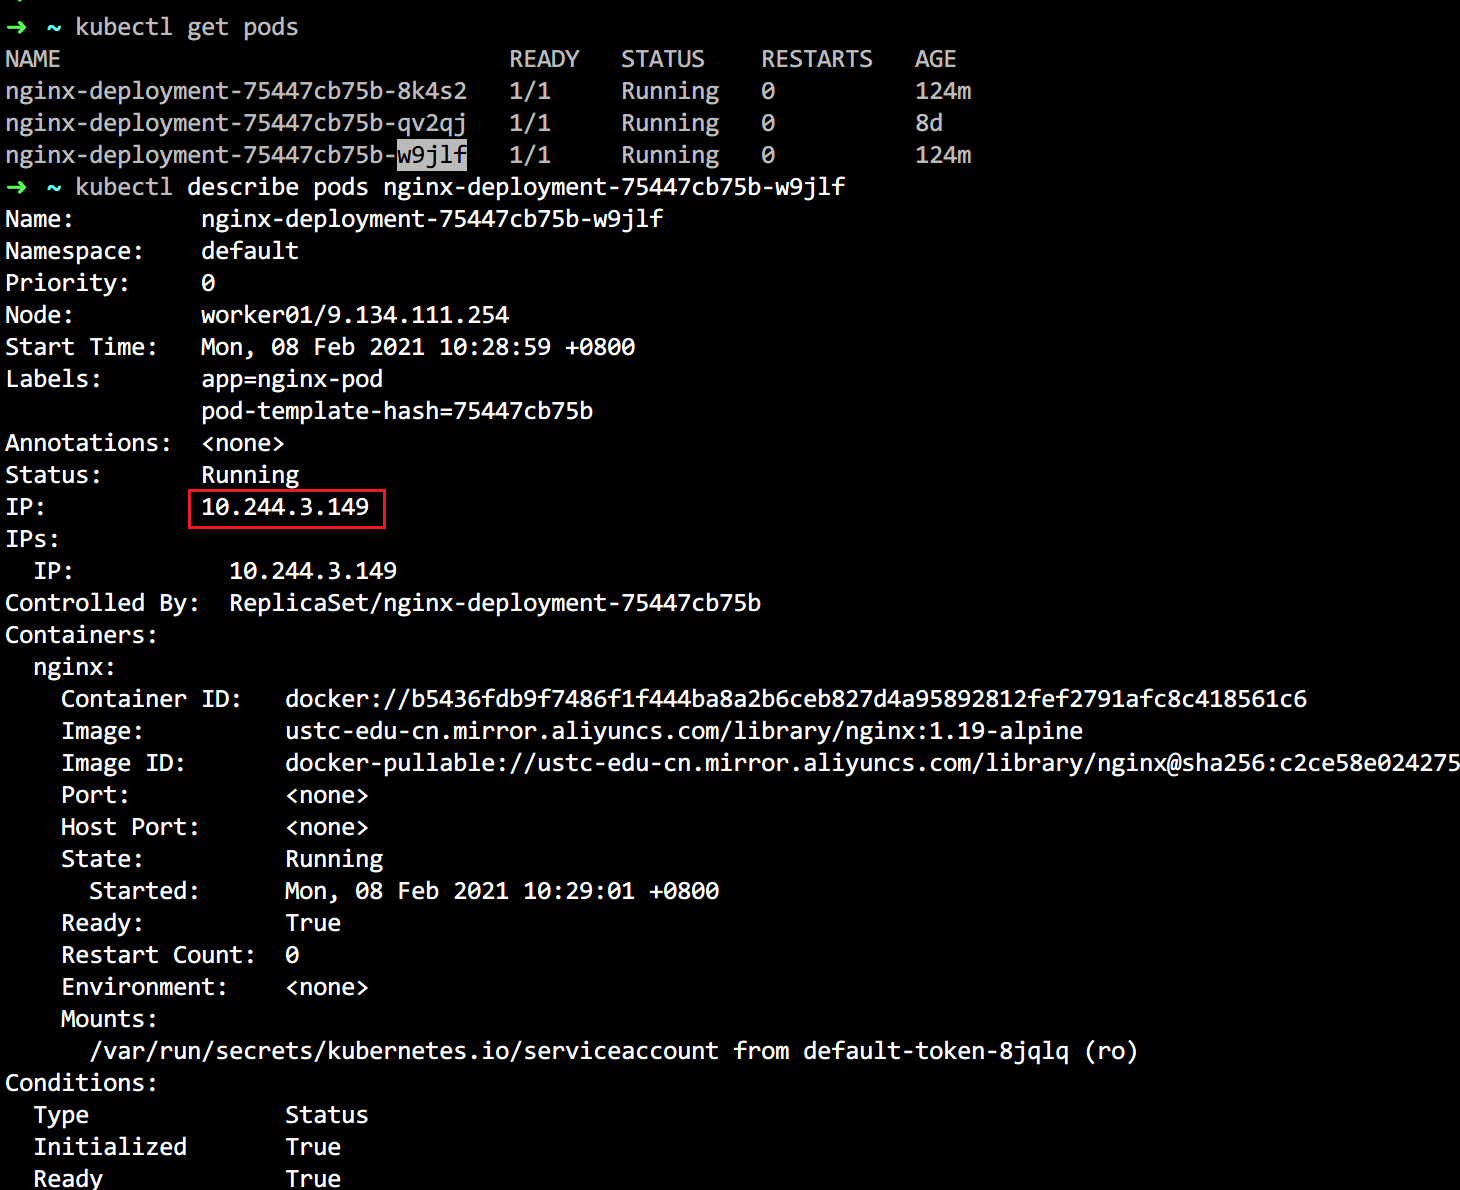 ➜ ~ kubectl get pods
NAME READY STATUS RESTARTS AGE
nginx-deployment-75447cb75b-8k4s2 1/1 Running 0 124m
nginx-deployment-75447cb75b-qv2qj 1/1 Running 0 8d
nginx-deployment-75447cb75b-w9jlf 1/1 Running 0 124m
➜ ~ kubectl describe pods nginx-deployment-75447cb75b-w9jlf
Name: nginx-deployment-75447cb75b-w9jlf
Namespace: default
Priority: 0
Node: worker01/9.134.111.254
Start Time: Mon, 08 Feb 2021 10:28:59 +0800
Labels: app=nginx-pod
pod-template-hash=75447cb75b
Annotations: <none>
Status: Running
IP: 10.244.3.149
IPs:
IP: 10.244.3.149
Controlled By: ReplicaSet/nginx-deployment-75447cb75b
Containers:
nginx:
Container ID: docker://b5436fdb9f7486f1f444ba8a2b6ceb827d4a95892812fef2791afc8c418561c6
Image: ustc-edu-cn.mirror.aliyuncs.com/library/nginx:1.19-alpine
Image ID: docker-pullable://ustc-edu-cn.mirror.aliyuncs.com/library/nginx@sha256:c2ce58e024275
Port: <none>
Host Port: <none>
State: Running
Started: Mon, 08 Feb 2021 10:29:01 +0800
Ready: True
Restart Count: 0
Environment: <none>
Mounts:
/var/run/secrets/kubernetes.io/serviceaccount from default-token-8jqlq (ro)
Conditions:
Type Status
Initialized True
Ready True